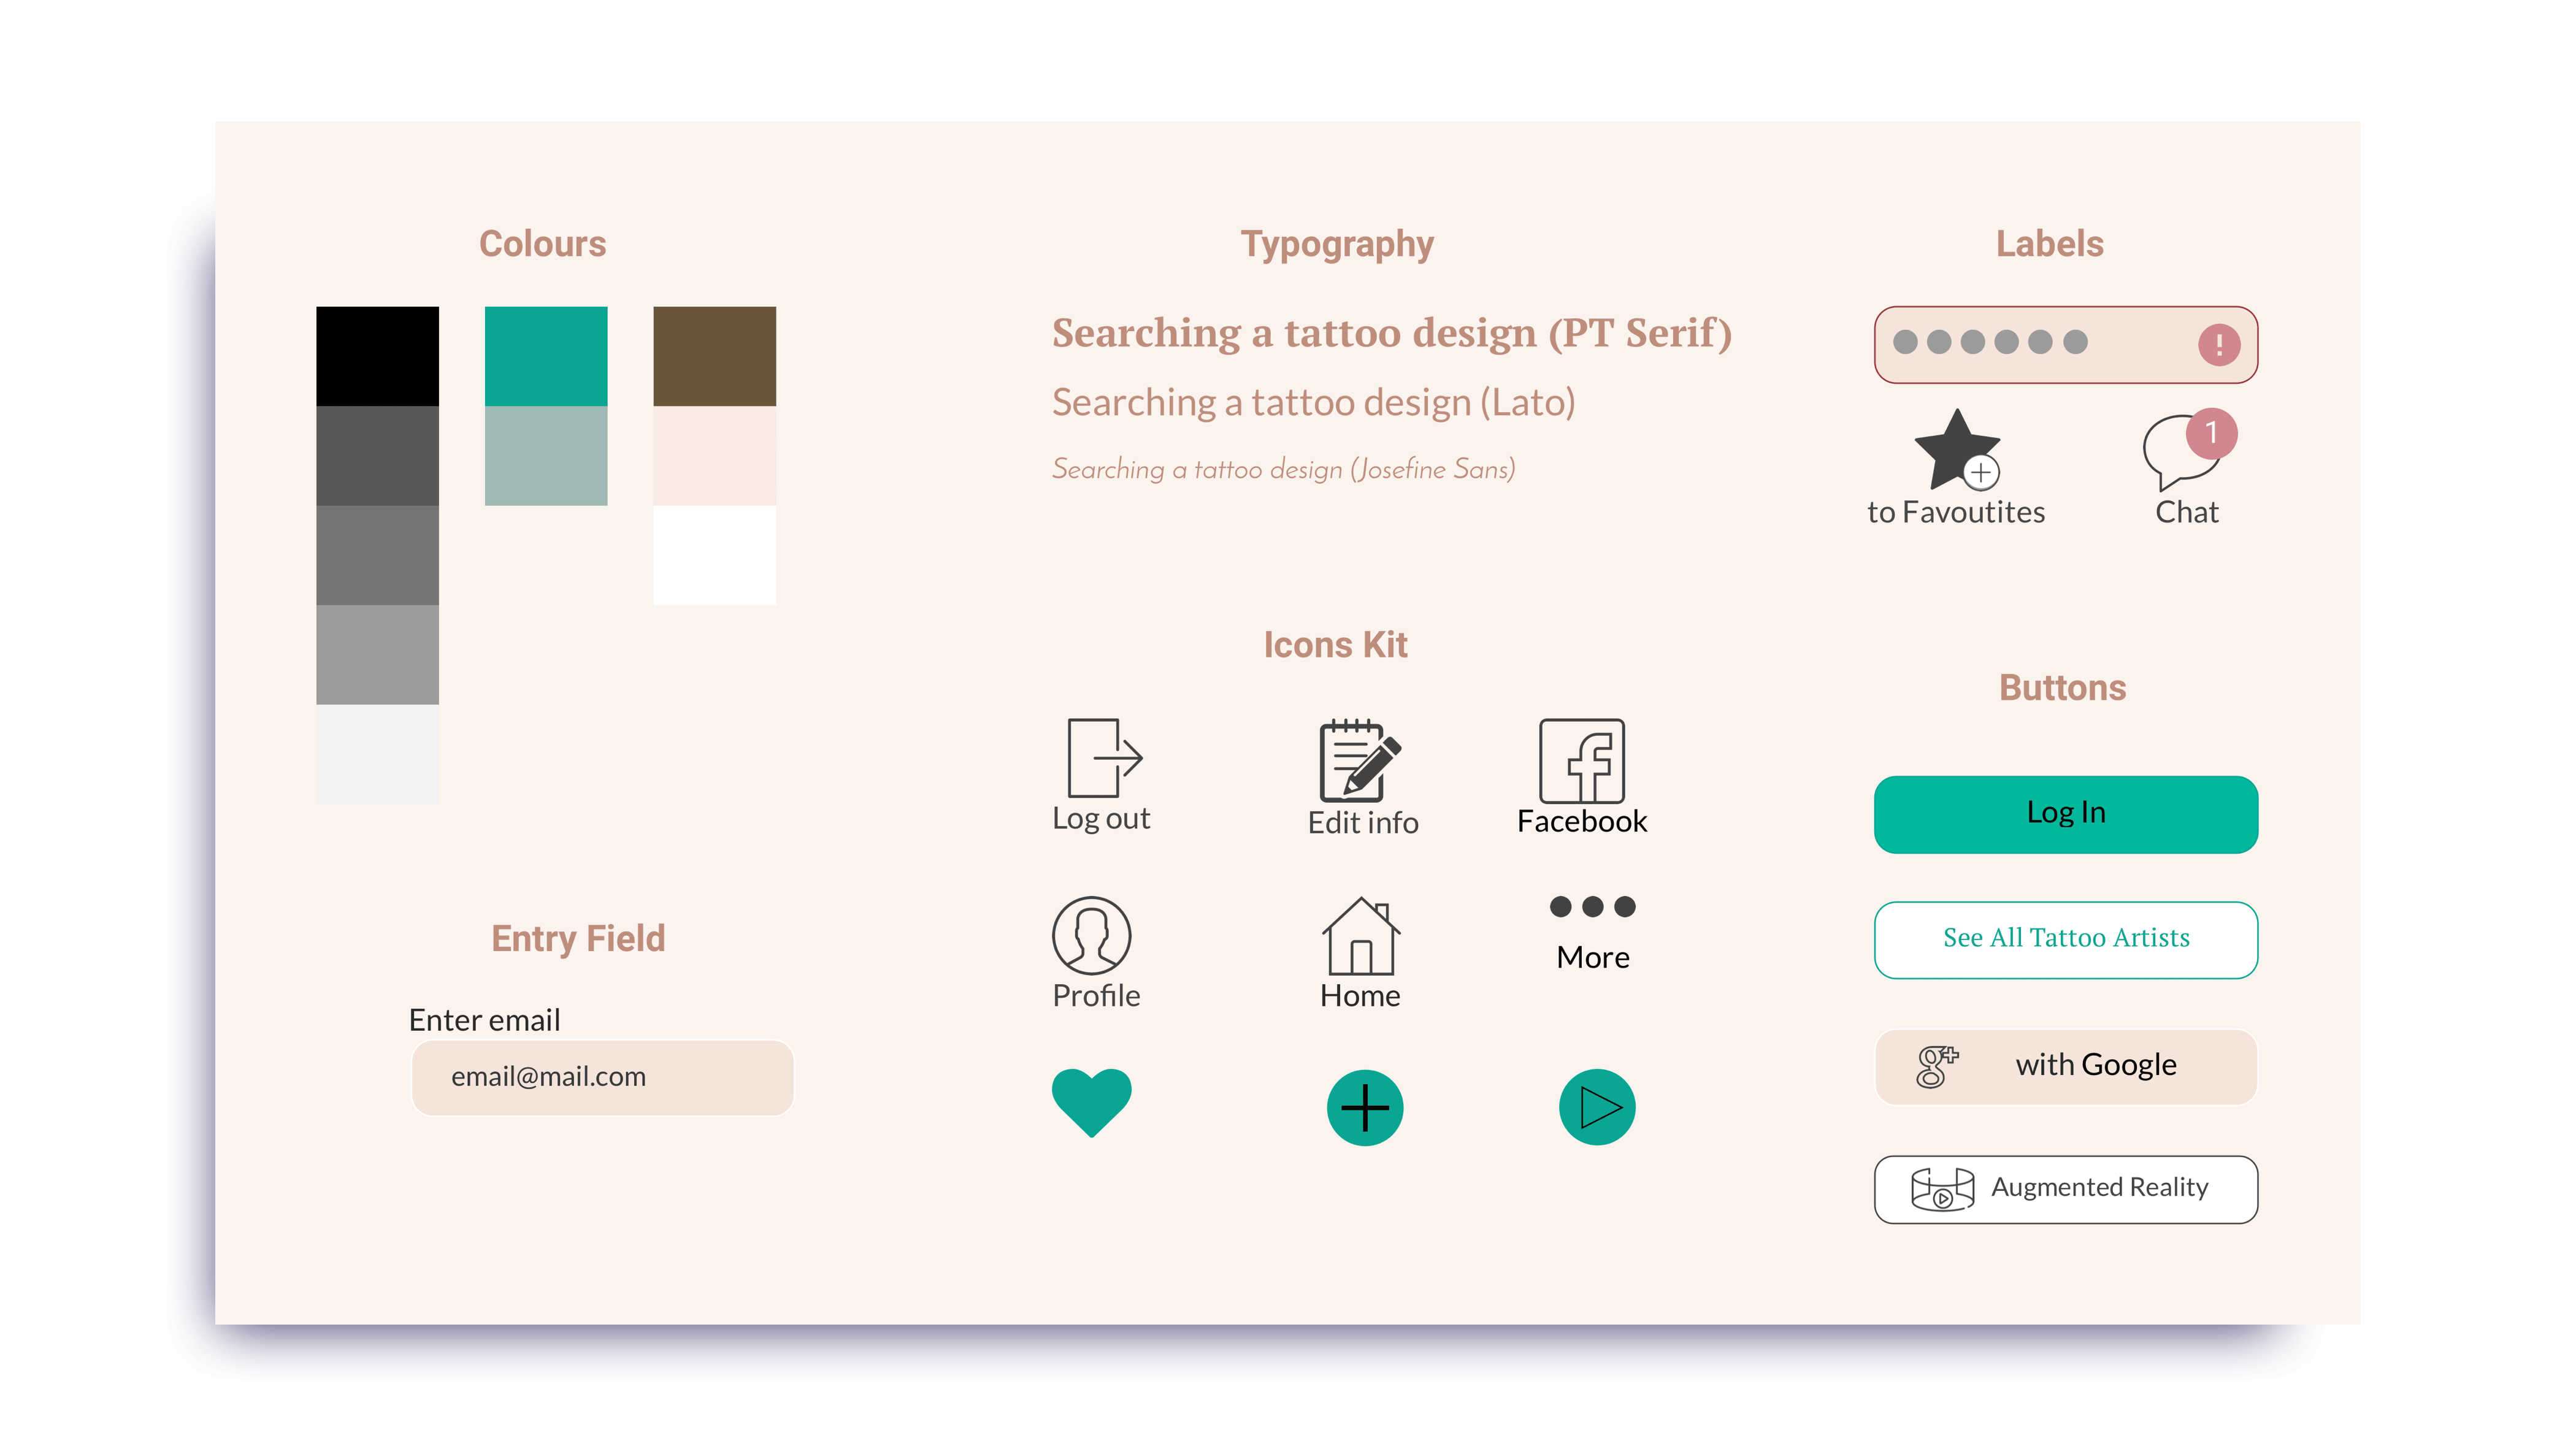 Colours
Typography
Searching a tattoo design (PT Serif)
Searching a tattoo design (Lato)
Searching a tattoo design (Josefine Sans)
Labels
!
1
to Favoutites
Chat
Icons Kit
Log out
Edit info
Facebook
Profile
Home
More
Entry Field
Enter email
email@mail.com
Buttons
Log In
See All Tattoo Artists
g+ with Google
Augmented Reality